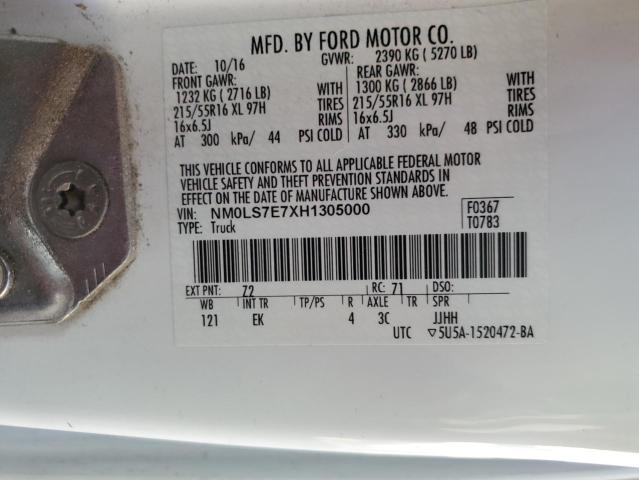 MFD. BY FORD MOTOR CO.
DATE: 10/16 GVWR: 2390 KG ( 5270 LB)
FRONT GAWR: REAR GAWR:
1232 KG ( 2716 LB) WITH 1300 KG ( 2866 LB) WITH
215/55R16 XL 97H TIRES 215/55R16 XL 97H TIRES
16x6.5J RIMS 16x6.5J RIMS
AT 300 kPa/ 44 PSI COLD AT 330 kPa/ 48 PSI COLD
THIS VEHICLE CONFORMS TO ALL APPLICABLE FEDERAL MOTOR
VEHICLE SAFETY AND THEFT PREVENTION STANDARDS IN
EFFECT ON THE DATE OF MANUFACTURE SHOWN ABOVE.
VIN: NM0LS7E7XH1305000 F0367
TYPE: Truck T0783
EXT PNT: YZ RC: 71 DSO:
WB INT TR TP/PS R AXLE TR SPR
121 EK 4 3C JJHH
UTC ▽5U5A-1520472-BA